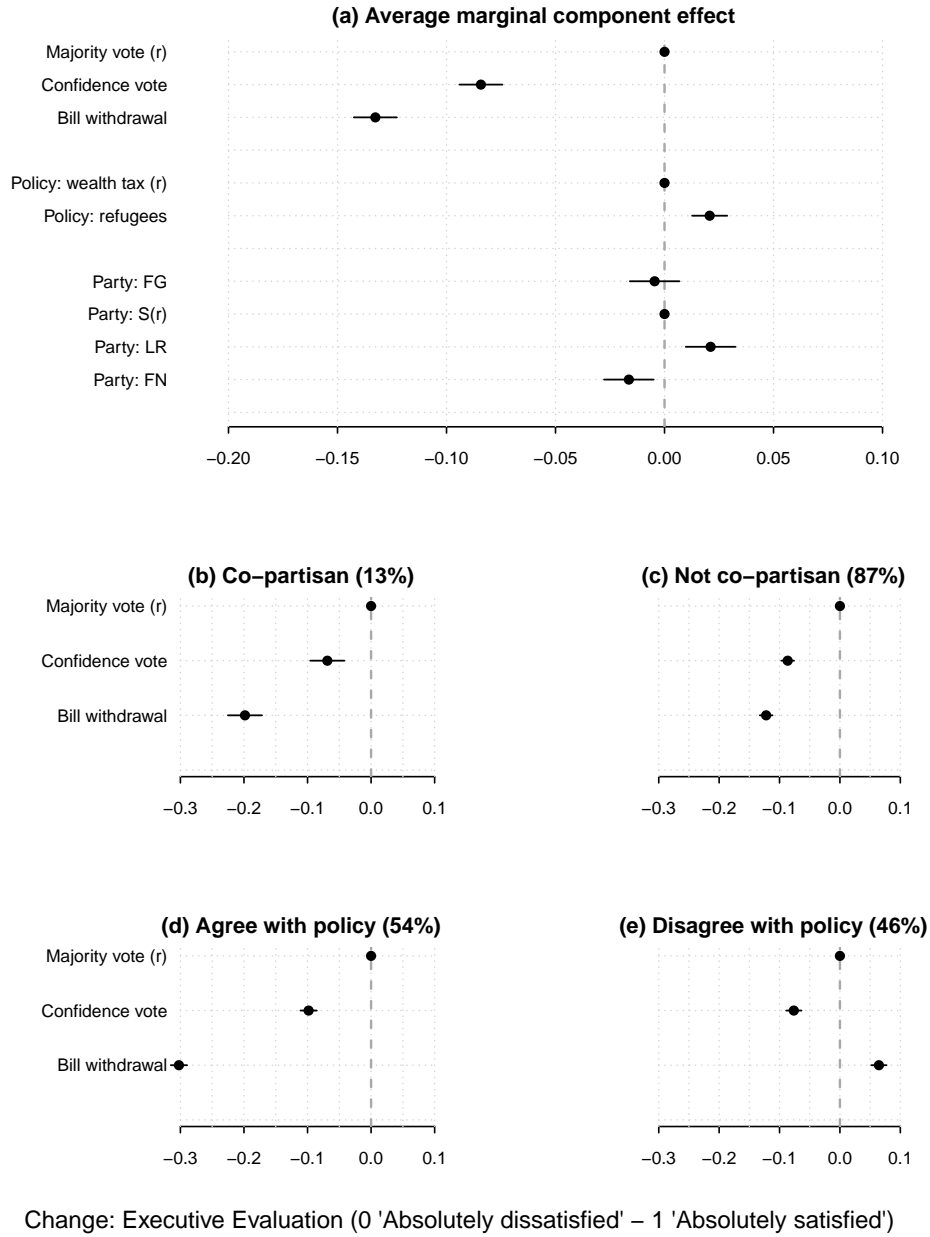 (a) Average marginal component effect
Majority vote (r)
Confidence vote
Bill withdrawal
Policy: wealth tax (r)
Policy: refugees
Party: FG
Party: S(r)
Party: LR
Party: FN
−0.20 −0.15 −0.10 −0.05 0.00 0.05 0.10
(b) Co−partisan (13%)
Majority vote (r)
Confidence vote
Bill withdrawal
−0.3 −0.2 −0.1 0.0 0.1
(c) Not co−partisan (87%)
−0.3 −0.2 −0.1 0.0 0.1
(d) Agree with policy (54%)
Majority vote (r)
Confidence vote
Bill withdrawal
−0.3 −0.2 −0.1 0.0 0.1
(e) Disagree with policy (46%)
−0.3 −0.2 −0.1 0.0 0.1
Change: Executive Evaluation (0 'Absolutely dissatisfied' − 1 'Absolutely satisfied')